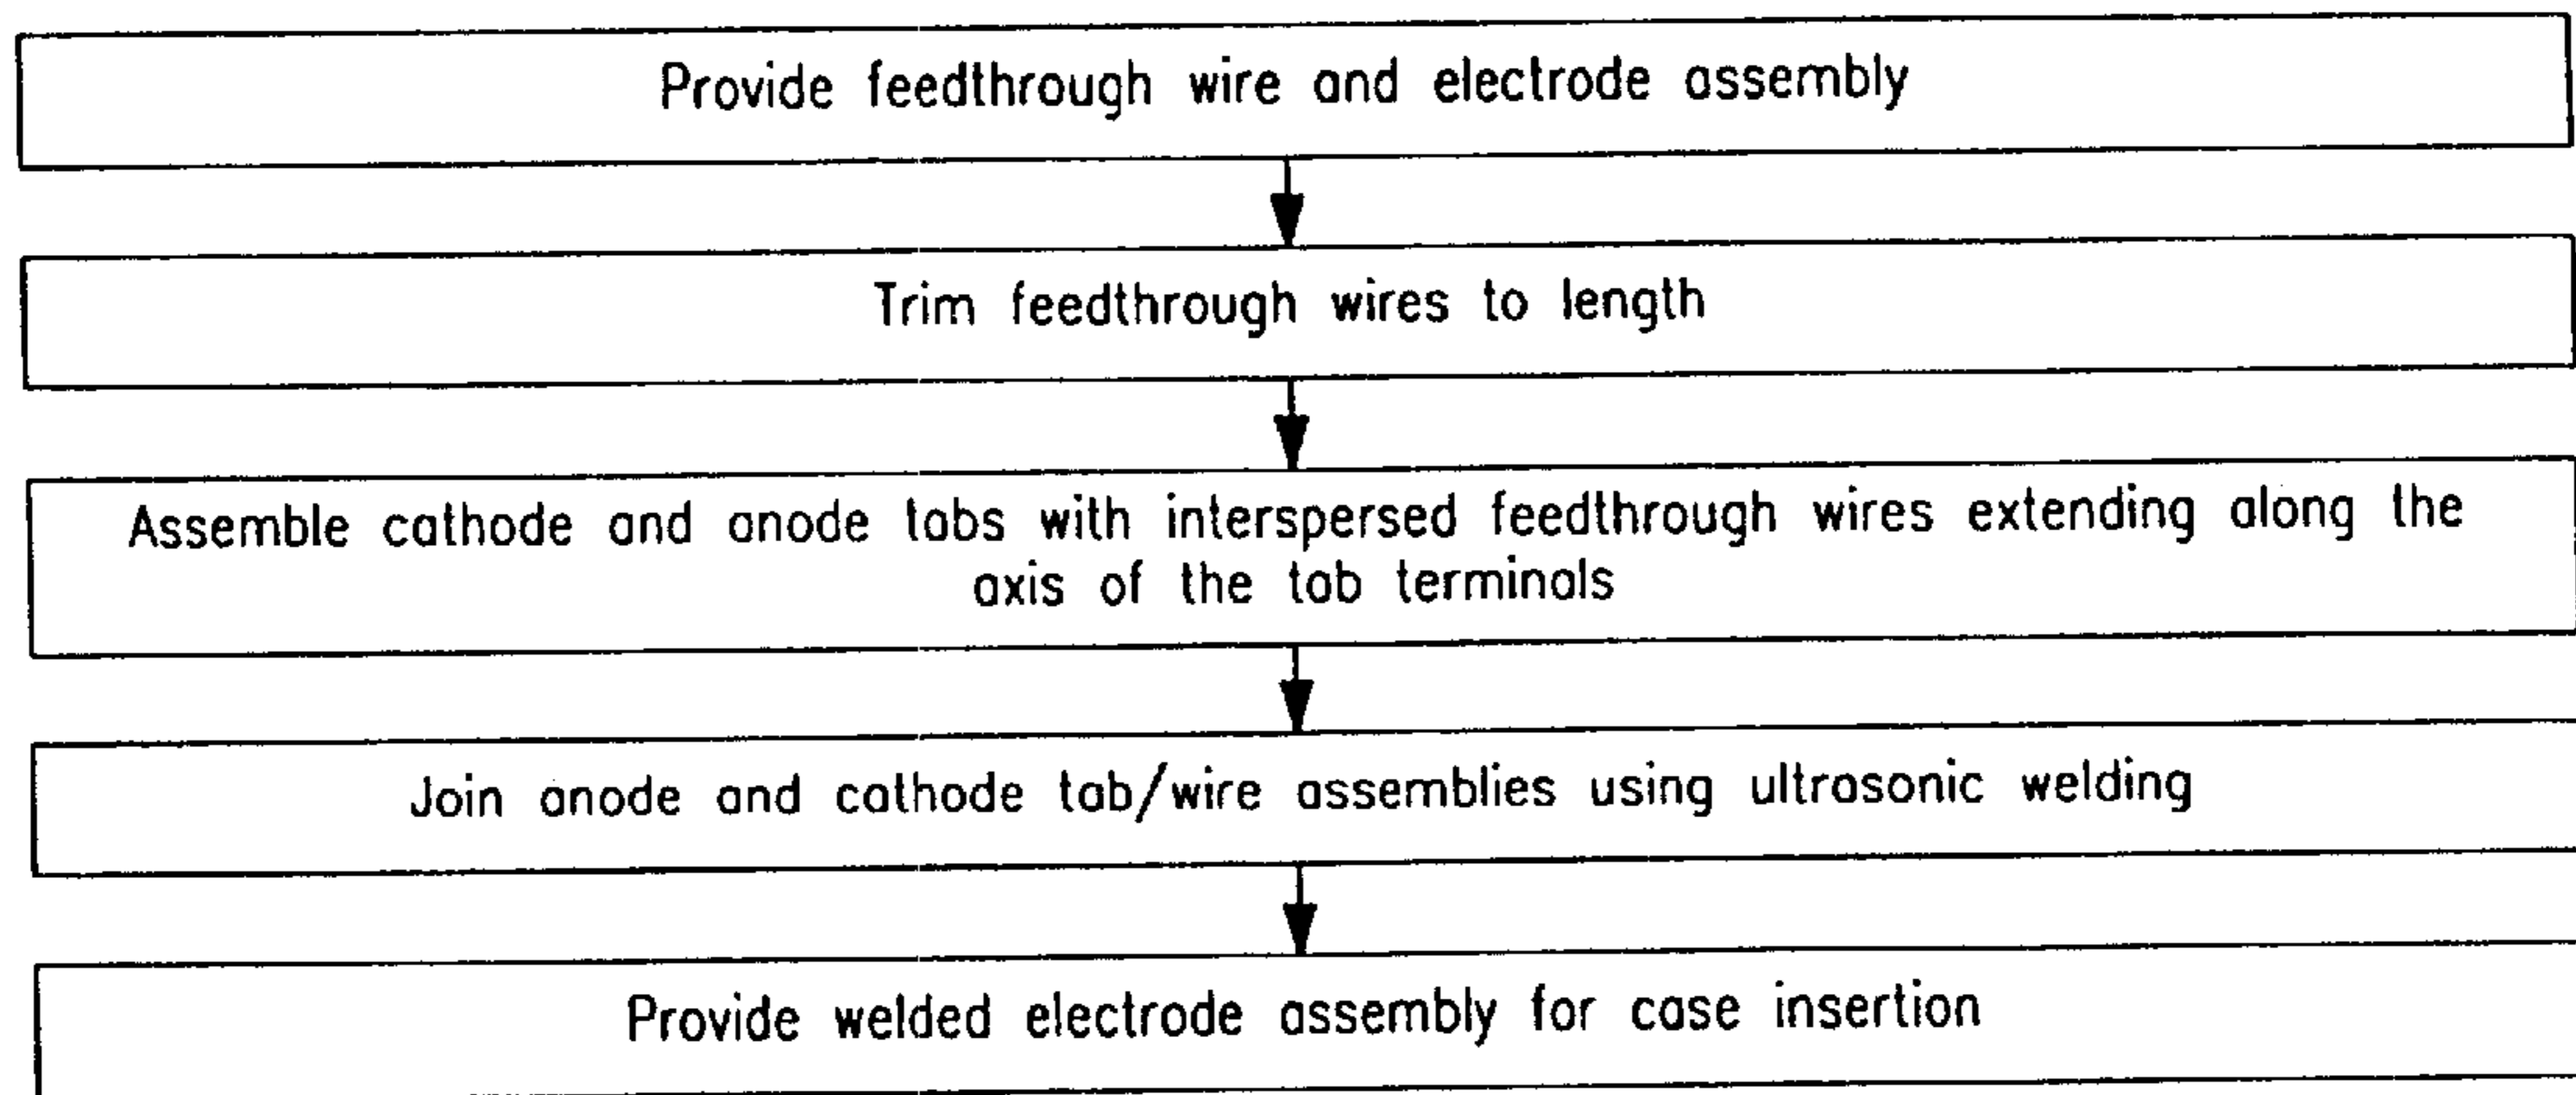 Provide feedthrough wire and electrode assembly
Trim feedthrough wires to length
Assemble cathode and anode tabs with interspersed feedthrough wires extending along the
axis of the tab terminals
Join anode and cathode tab/wire assemblies using ultrasonic welding
Provide welded electrode assembly for case insertion